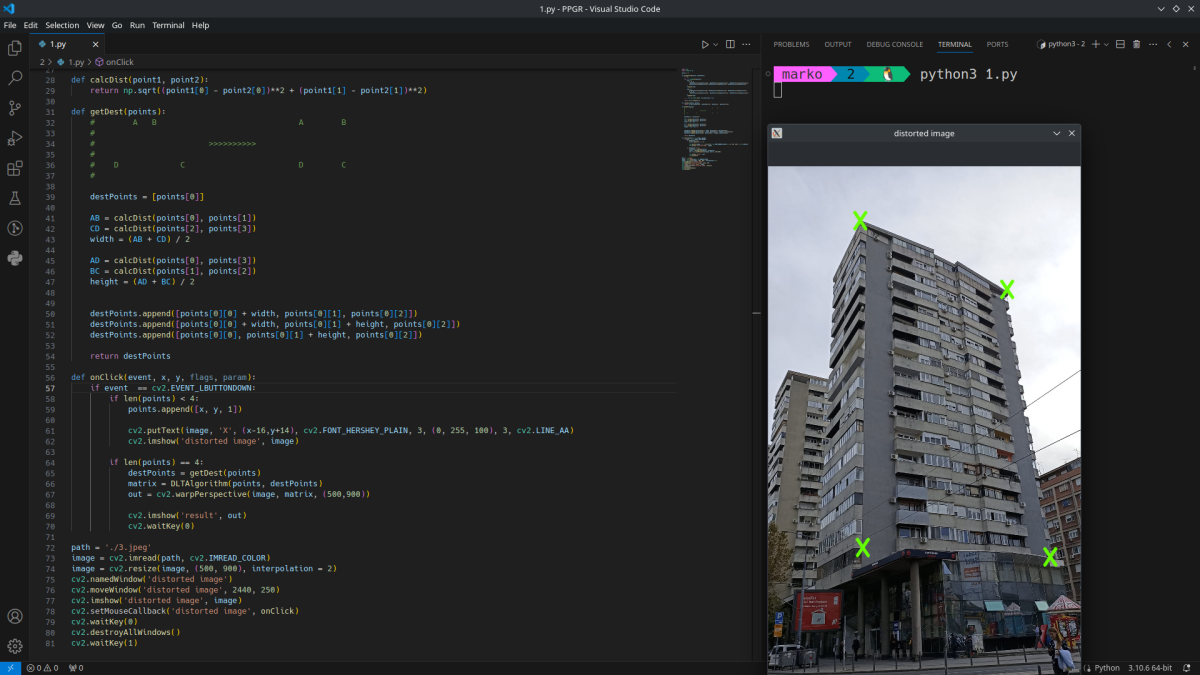 1.py - PPGR - Visual Studio Code
File Edit Selection View Go Run Terminal Help
1.py
2 > 1.py > onClick
27
28 def calcDist(point1, point2):
29 return np.sqrt((point1[0] - point2[0])**2 + (point1[1] - point2[1])**2)
30
31 def getDest(points):
32 # A B A B
33 #
34 # >>>>>>>>>>
35 #
36 # D C D C
37 #
38
39 destPoints = [points[0]]
40
41 AB = calcDist(points[0], points[1])
42 CD = calcDist(points[2], points[3])
43 width = (AB + CD) / 2
44
45 AD = calcDist(points[0], points[3])
46 BC = calcDist(points[1], points[2])
47 height = (AD + BC) / 2
48
49
50 destPoints.append([points[0][0] + width, points[0][1], points[0][2]])
51 destPoints.append([points[0][0] + width, points[0][1] + height, points[0][2]])
52 destPoints.append([points[0][0], points[0][1] + height, points[0][2]])
53
54 return destPoints
55
56 def onClick(event, x, y, flags, param):
57 if event == cv2.EVENT_LBUTTONDOWN:
58 if len(points) < 4:
59 points.append([x, y, 1])
60
61 cv2.putText(image, 'X', (x-16,y+14), cv2.FONT_HERSHEY_PLAIN, 3, (0, 255, 100), 3, cv2.LINE_AA)
62 cv2.imshow('distorted image', image)
63
64 if len(points) == 4:
65 destPoints = getDest(points)
66 matrix = DLTAlgorithm(points, destPoints)
67 out = cv2.warpPerspective(image, matrix, (500,900))
68
69 cv2.imshow('result', out)
70 cv2.waitKey(0)
71
72 path = './3.jpeg'
73 image = cv2.imread(path, cv2.IMREAD_COLOR)
74 image = cv2.resize(image, (500, 900), interpolation = 2)
75 cv2.namedWindow('distorted image')
76 cv2.moveWindow('distorted image', 2440, 250)
77 cv2.imshow('distorted image', image)
78 cv2.setMouseCallback('distorted image', onClick)
79 cv2.waitKey(0)
80 cv2.destroyAllWindows()
81 cv2.waitKey(1)
PROBLEMS OUTPUT DEBUG CONSOLE TERMINAL PORTS python3 - 2
marko 2 python3 1.py
distorted image
X
X
X
X
P
0 0 0
Python 3.10.6 64-bit